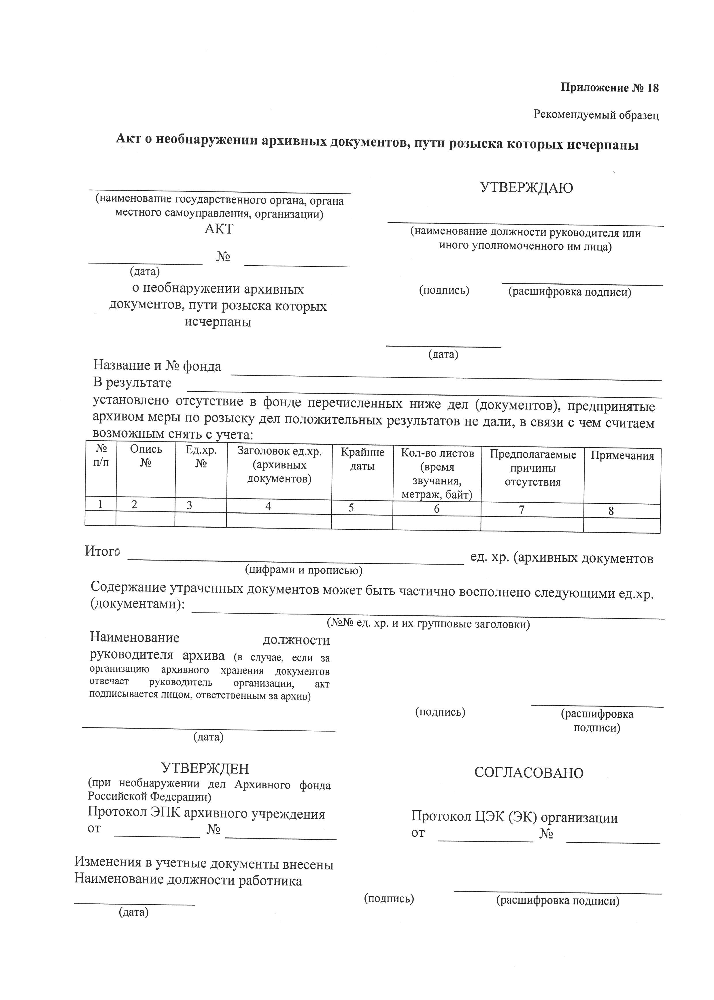 Приложение № 18
Рекомендуемый образец
Акт о необнаружении архивных документов, пути розыска которых исчерпаны
(наименование государственного органа, органа
местного самоуправления, организации)
АКТ
№
(дата)
о необнаружении архивных
документов, пути розыска которых
исчерпаны
УТВЕРЖДАЮ
(наименование должности руководителя или
иного уполномоченного им лица)
(подпись) (расшифровка подписи)
(дата)
Название и № фонда
В результате
установлено отсутствие в фонде перечисленных ниже дел (документов), предпринятые
архивом меры по розыску дел положительных результатов не дали, в связи с чем считаем
возможным снять с учета:
№ Опись Ед.хр. Заголовок ед.хр. Крайние Кол-во листов Предполагаемые Примечания
п/п № № (архивных даты (время причины
документов) звучания, отсутствия
метраж, байт)
1 2 3 4 5 6 7 8
Итого ед. хр. (архивных документов
(цифрами и прописью)
Содержание утраченных документов может быть частично восполнено следующими ед.хр.
(документами):
(№№ ед. хр. и их групповые заголовки)
Наименование должности
руководителя архива (в случае, если за
организацию архивного хранения документов
отвечает руководитель организации, акт
подписывается лицом, ответственным за архив)
(подпись) (расшифровка
подписи)
(дата)
УТВЕРЖДЕН
(при необнаружении дел Архивного фонда
Российской Федерации)
Протокол ЭПК архивного учреждения
от №
СОГЛАСОВАНО
Протокол ЦЭК (ЭК) организации
от №
Изменения в учетные документы внесены
Наименование должности работника
(подпись) (расшифровка подписи)
(дата)